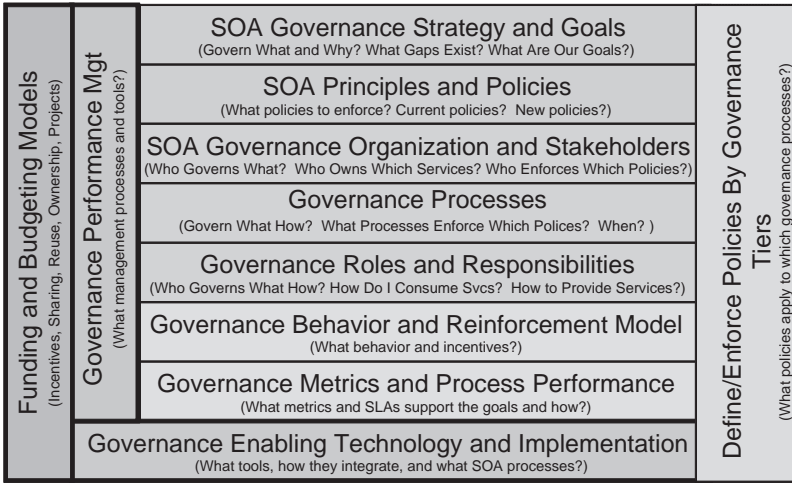 Funding and Budgeting Models
(Incentives, Sharing, Reuse, Ownership, Projects)
Governance Performance Mgt
(What management processes and tools?)
SOA Governance Strategy and Goals
(Govern What and Why? What Gaps Exist? What Are Our Goals?)
SOA Principles and Policies
(What policies to enforce? Current policies? New policies?)
SOA Governance Organization and Stakeholders
(Who Governs What? Who Owns Which Services? Who Enforces Which Policies?)
Governance Processes
(Govern What How? What Processes Enforce Which Polices? When? )
Governance Roles and Responsibilities
(Who Governs What How? How Do I Consume Svcs? How to Provide Services?)
Governance Behavior and Reinforcement Model
(What behavior and incentives?)
Governance Metrics and Process Performance
(What metrics and SLAs support the goals and how?)
Governance Enabling Technology and Implementation
(What tools, how they integrate, and what SOA processes?)
Define/Enforce Policies By Governance
Tiers
(What policies apply to which governance processes?)